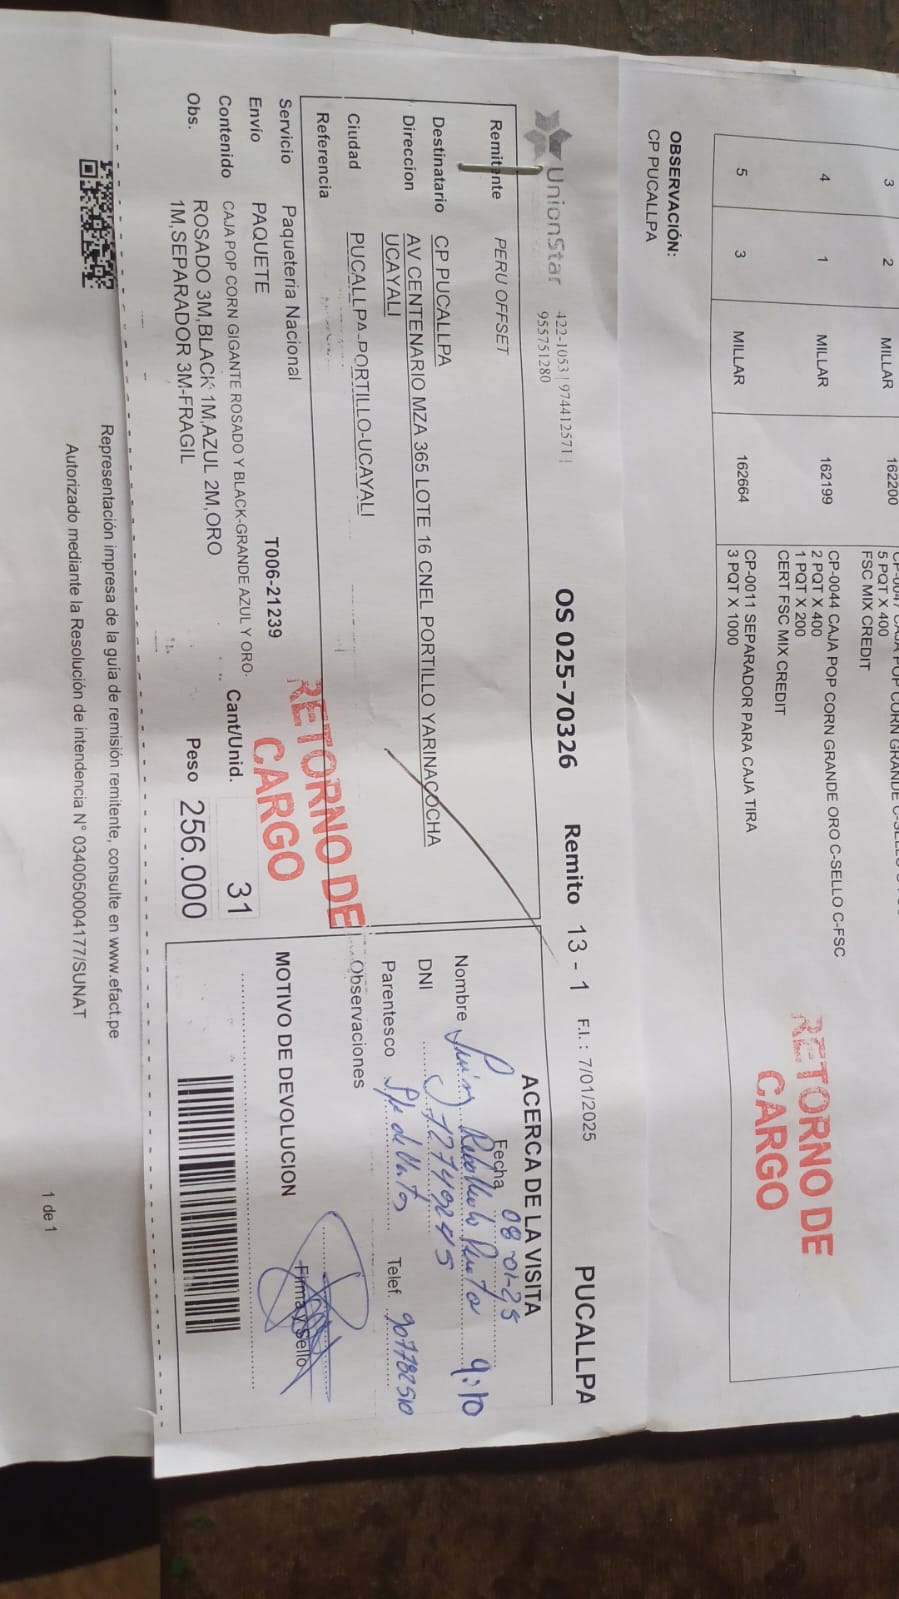 3 2 MILLAR 162200
5 PQT X 400
FSC MIX CREDIT
4 1 MILLAR 162199 CP-0044 CAJA POP CORN GRANDE ORO C-SELLO C-FSC
2 PQT X 400
1 PQT X 200
CERT FSC MIX CREDIT
5 3 MILLAR 162664 CP-0011 SEPARADOR PARA CAJA TIRA
3 PQT X 1000
RETORNO DE
CARGO
OBSERVACIÓN:
CP PUCALLPA
UnionStar 422-1053 | 974412571 |
955751280
OS 025-70326 Remito 13 - 1 F.I.: 7/01/2025 PUCALLPA
Remitente PERU OFFSET
Destinatario CP PUCALLPA
Direccion AV CENTENARIO MZA 365 LOTE 16 CNEL PORTILLO YARINACOCHA
UCAYALI
Ciudad PUCALLPA-PORTILLO-UCAYALI
Referencia
Servicio Paqueteria Nacional
Envio PAQUETE T006-21239
Contenido CAJA POP CORN GIGANTE ROSADO Y BLACK-GRANDE AZUL Y ORO.
Obs. ROSADO 3M,BLACK 1M,AZUL 2M,ORO
1M,SEPARADOR 3M-FRAGIL
Cant/Unid. 31
Peso 256.000
RETORNO DE
CARGO
ACERCA DE LA VISITA
Fecha 08-01-25
Nombre 9:10
DNI 72749245
Parentesco Telef. 907782510
Observaciones
MOTIVO DE DEVOLUCION
Firma y Sello
Representación impresa de la guía de remisión remitente, consulte en www.efact.pe
Autorizado mediante la Resolución de intendencia N° 0340050004177/SUNAT
1 de 1